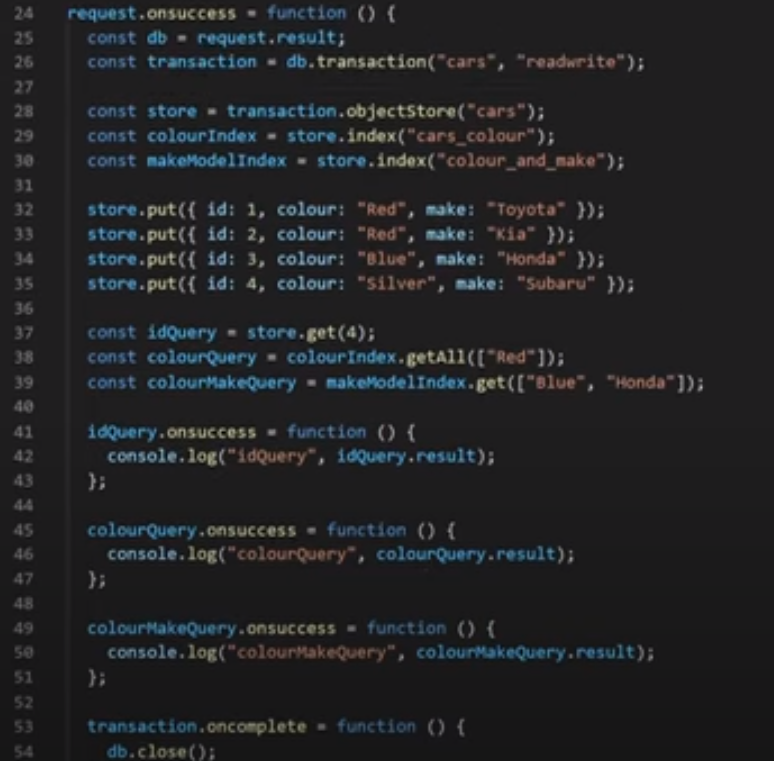 24 request.onsuccess = function () {
25 const db = request.result;
26 const transaction = db.transaction("cars", "readwrite");
27
28 const store = transaction.objectStore("cars");
29 const colourIndex = store.index("cars_colour");
30 const makeModelIndex = store.index("colour_and_make");
31
32 store.put({ id: 1, colour: "Red", make: "Toyota" });
33 store.put({ id: 2, colour: "Red", make: "Kia" });
34 store.put({ id: 3, colour: "Blue", make: "Honda" });
35 store.put({ id: 4, colour: "Silver", make: "Subaru" });
36
37 const idQuery = store.get(4);
38 const colourQuery = colourIndex.getAll(["Red"]);
39 const colourMakeQuery = makeModelIndex.get(["Blue", "Honda"]);
40
41 idQuery.onsuccess = function () {
42 console.log("idQuery", idQuery.result);
43 };
44
45 colourQuery.onsuccess = function () {
46 console.log("colourQuery", colourQuery.result);
47 };
48
49 colourMakeQuery.onsuccess = function () {
50 console.log("colourMakeQuery", colourMakeQuery.result);
51 };
52
53 transaction.oncomplete = function () {
54 db.close();